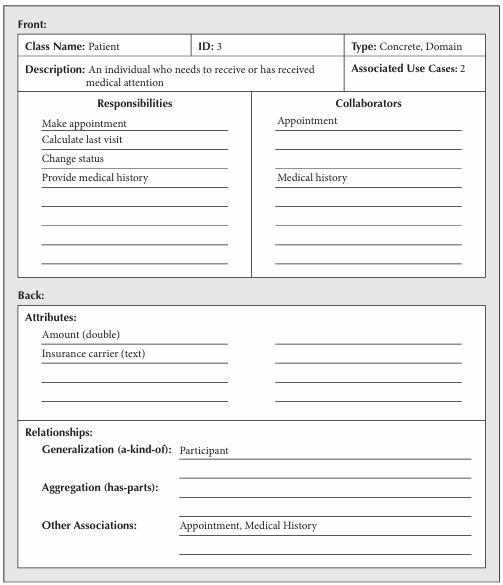 Front:
Class Name: Patient
ID: 3
Type: Concrete, Domain
Description: An individual who needs to receive or has received
medical attention
Associated Use Cases: 2
Responsibilities
Make appointment
Calculate last visit
Change status
Provide medical history
Collaborators
Appointment
Medical history
Back:
Attributes:
Amount (double)
Insurance carrier (text)
Relationships:
Generalization (a-kind-of): Participant
Aggregation (has-parts):
Other Associations: Appointment, Medical History